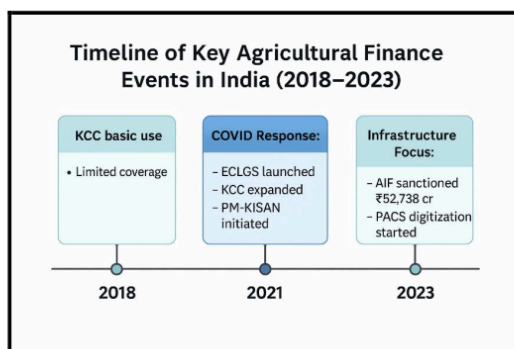 Timeline of Key Agricultural Finance
Events in India (2018–2023)
KCC basic use
• Limited coverage
COVID Response:
– ECLGS launched
– KCC expanded
– PM-KISAN
initiated
Infrastructure
Focus:
– AIF sanctioned
₹52,738 cr
– PACS digitization
started
2018
2021
2023